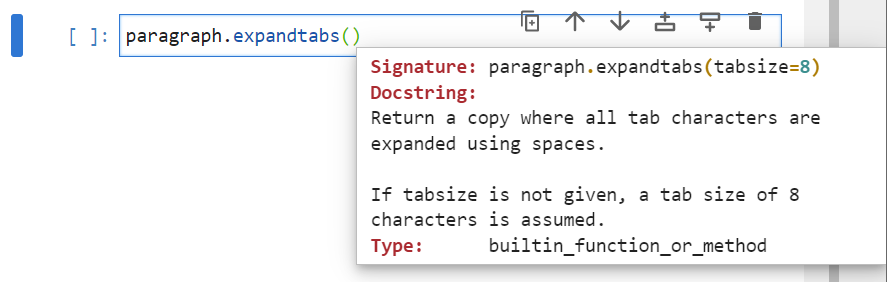 [ ]: paragraph.expandtabs()
Signature: paragraph.expandtabs(tabsize=8)
Docstring:
Return a copy where all tab characters are
expanded using spaces.
If tabsize is not given, a tab size of 8
characters is assumed.
Type: builtin_function_or_method